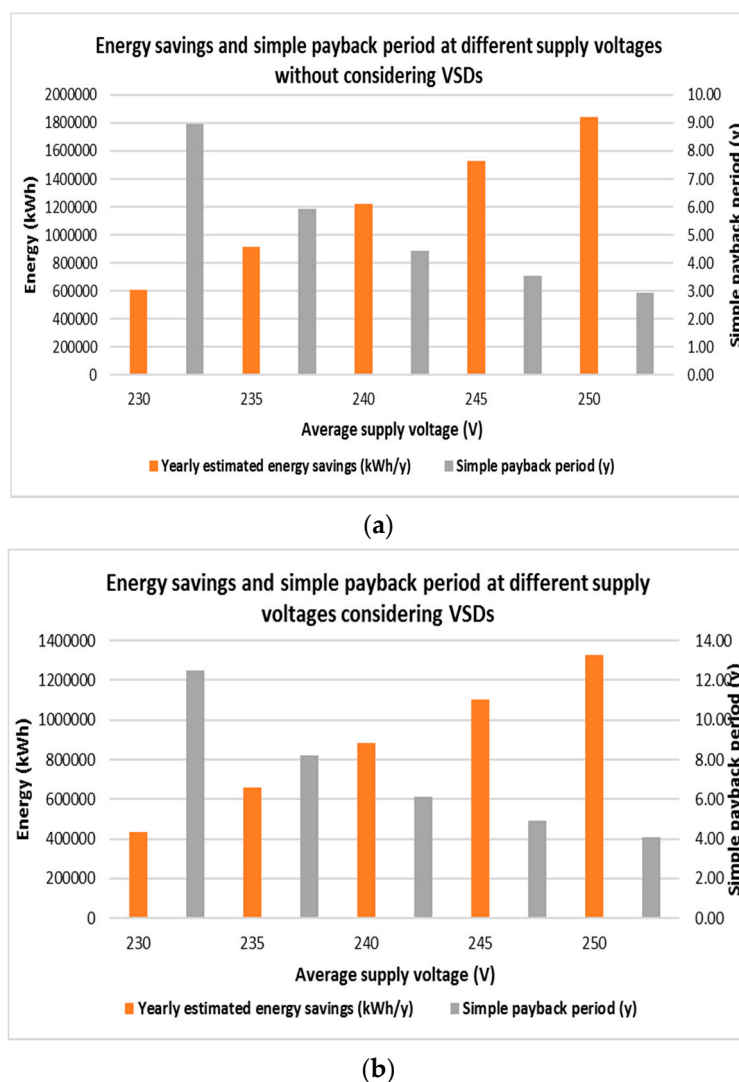 Energy savings and simple payback period at different supply voltages
without considering VSDs
Energy (kWh)
2000000
1800000
1600000
1400000
1200000
1000000
800000
600000
400000
200000
0
10.00
9.00
8.00
7.00
6.00
5.00
4.00
3.00
2.00
1.00
0.00
Simple payback period (y)
230 235 240 245 250
Average supply voltage (V)
Yearly estimated energy savings (kWh/y) Simple payback period (y)
(a)
Energy savings and simple payback period at different supply
voltages considering VSDs
Energy (kWh)
1400000
1200000
1000000
800000
600000
400000
200000
0
14.00
12.00
10.00
8.00
6.00
4.00
2.00
0.00
Simple payback period (y)
230 235 240 245 250
Average supply voltage (V)
Yearly estimated energy savings (kWh/y) Simple payback period (y)
(b)